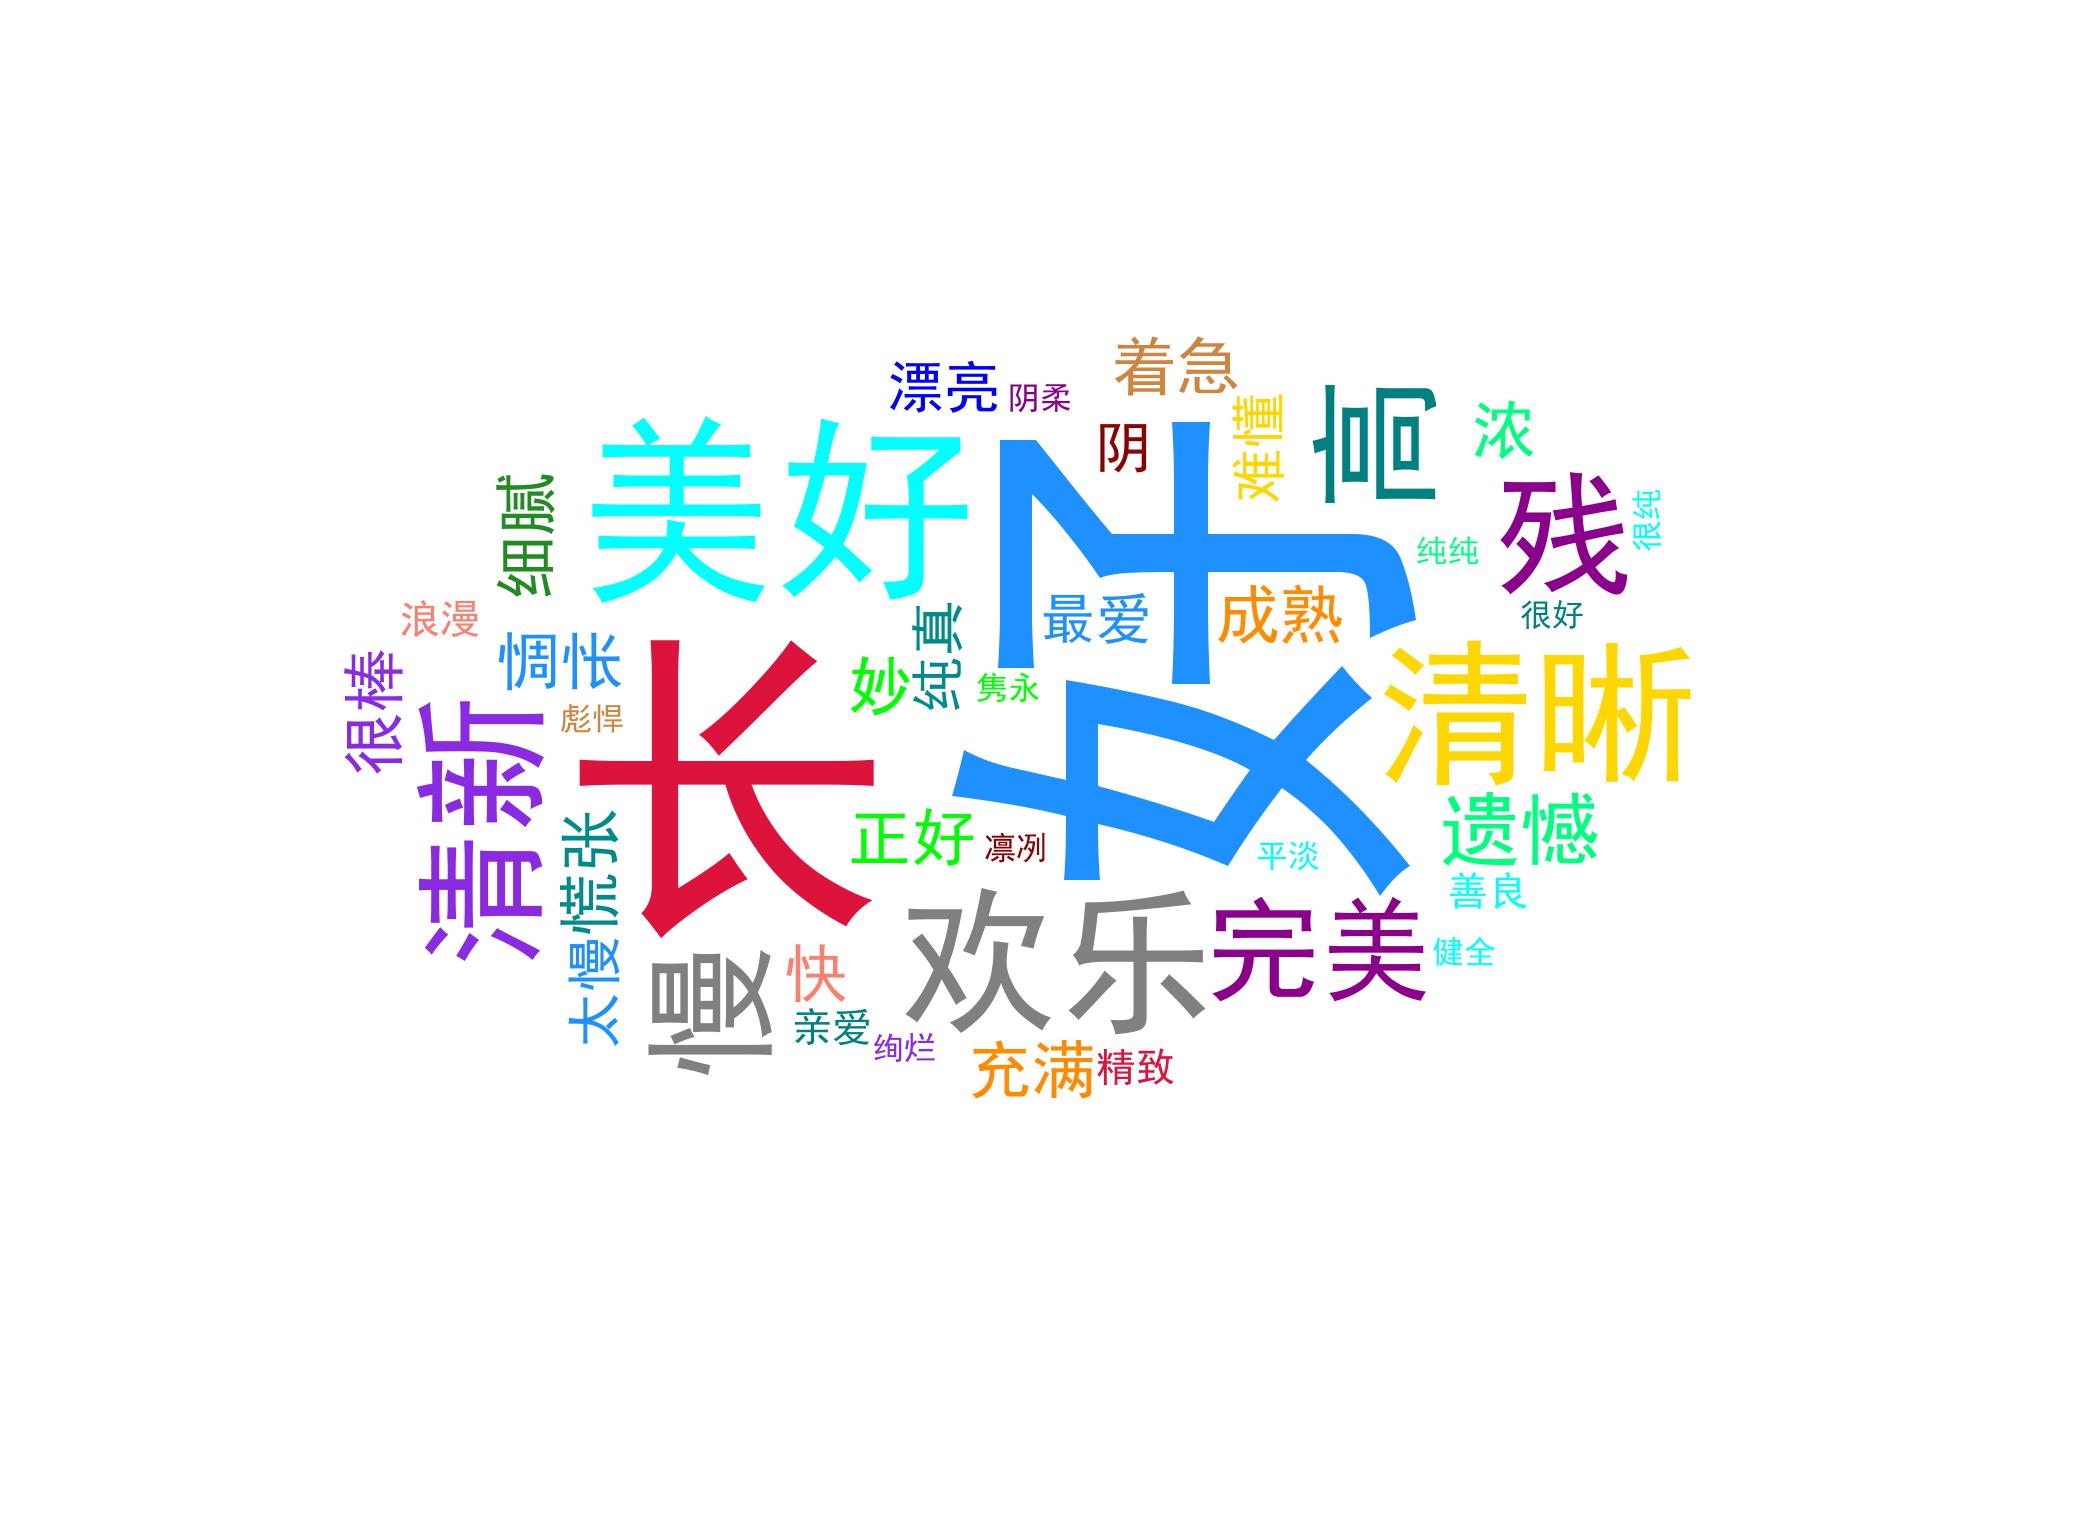 着急
漂亮
阴柔
难懂
高
浓
阴
美好
好
残
细腻
很纯
纯纯
浪漫
最爱
成熟
很好
纯真
惆怅
妙
隽永
清晰
很棒
彪悍
长
清新
慌张
正好
凛冽
平淡
遗憾
善良
欢乐
完美
健全
太慢
慢
快
亲爱
绚烂
充满
精致